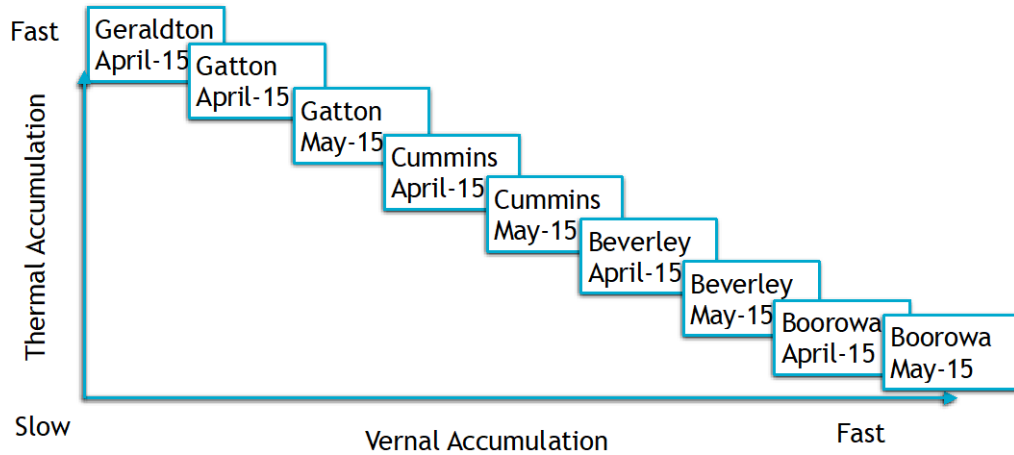 Fast
Thermal Accumulation
Geraldton
April-15
Gatton
April-15
Gatton
May-15
Cummins
April-15
Cummins
May-15
Beverley
April-15
Beverley
May-15
Boorowa
April-15
Boorowa
May-15
Slow
Vernal Accumulation
Fast